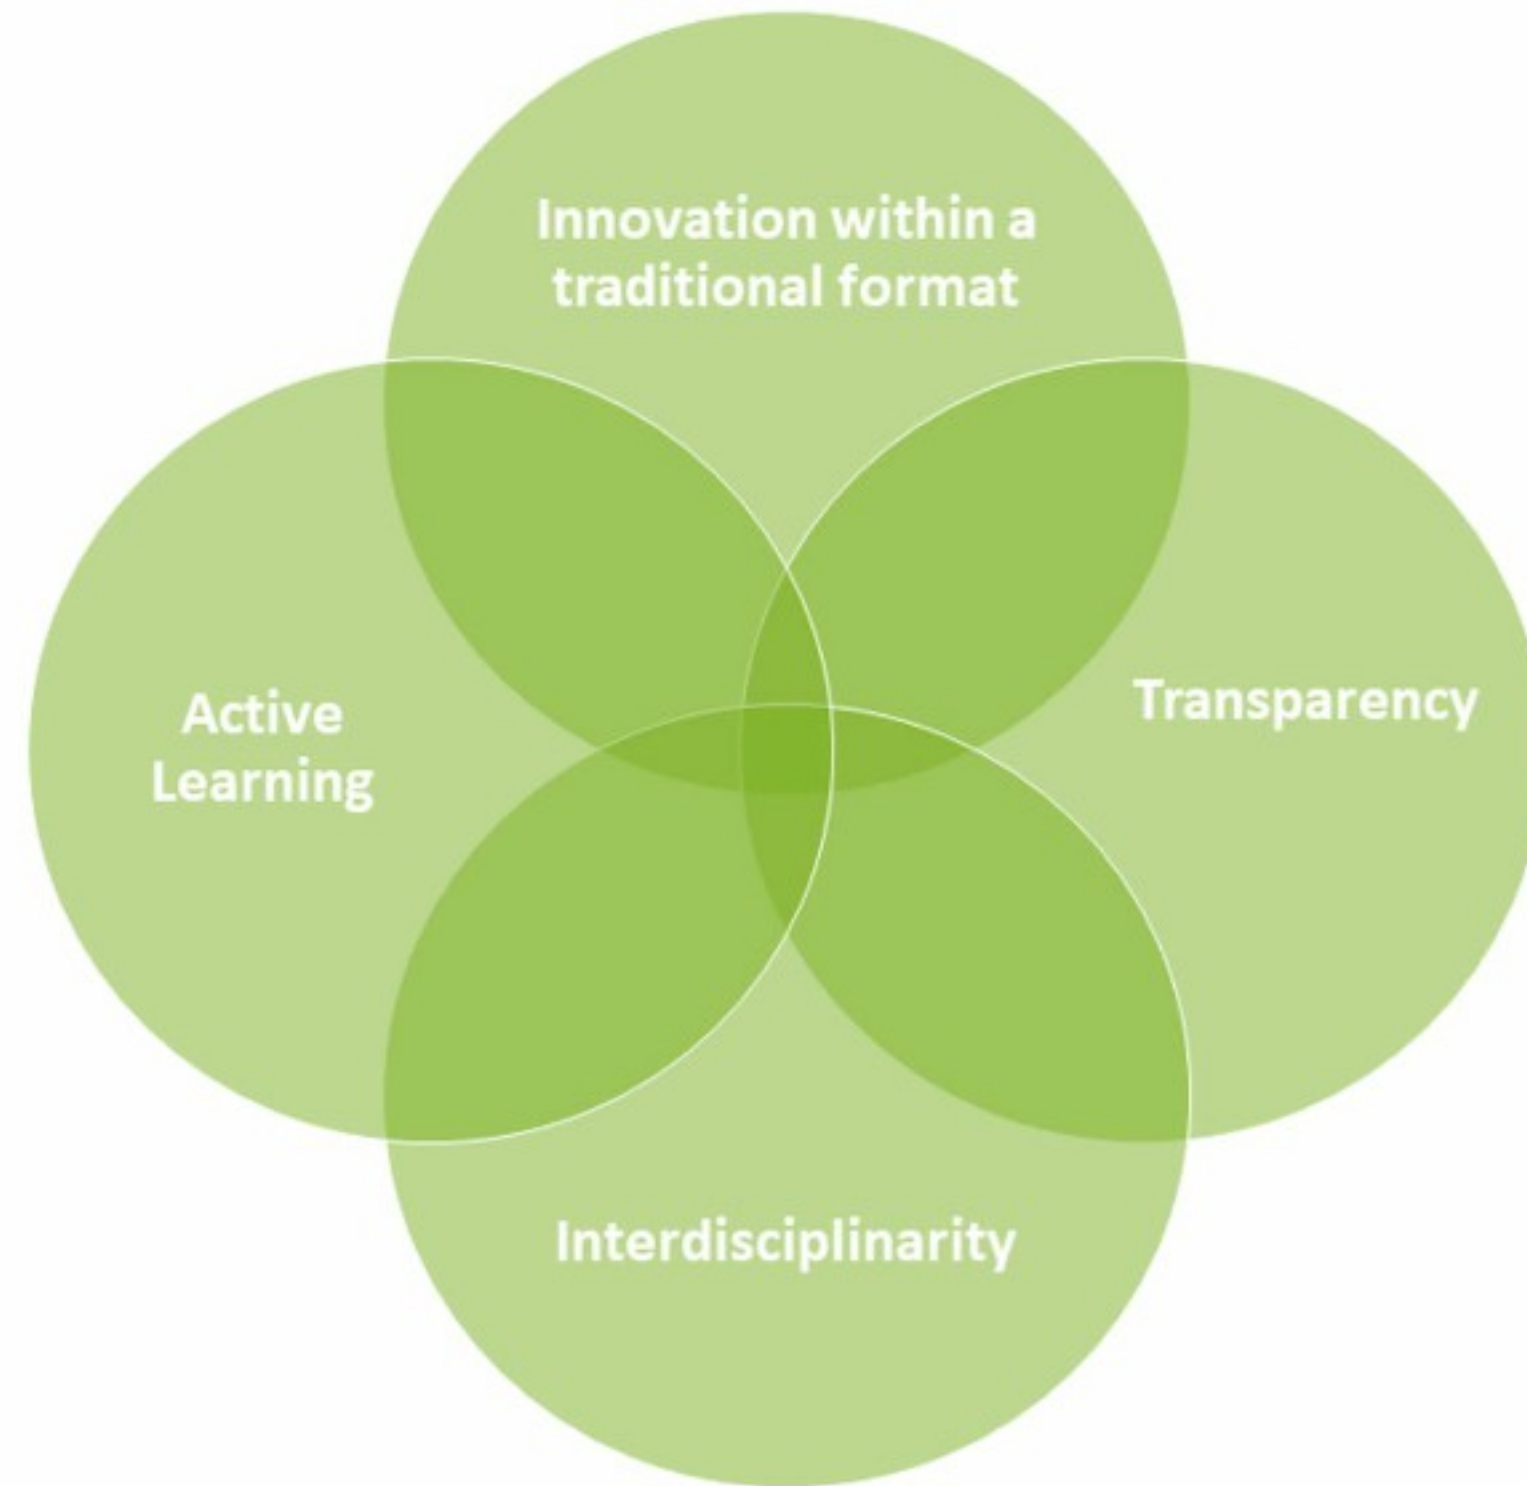 Innovation within a
traditional format
Active
Learning
Transparency
Interdisciplinarity